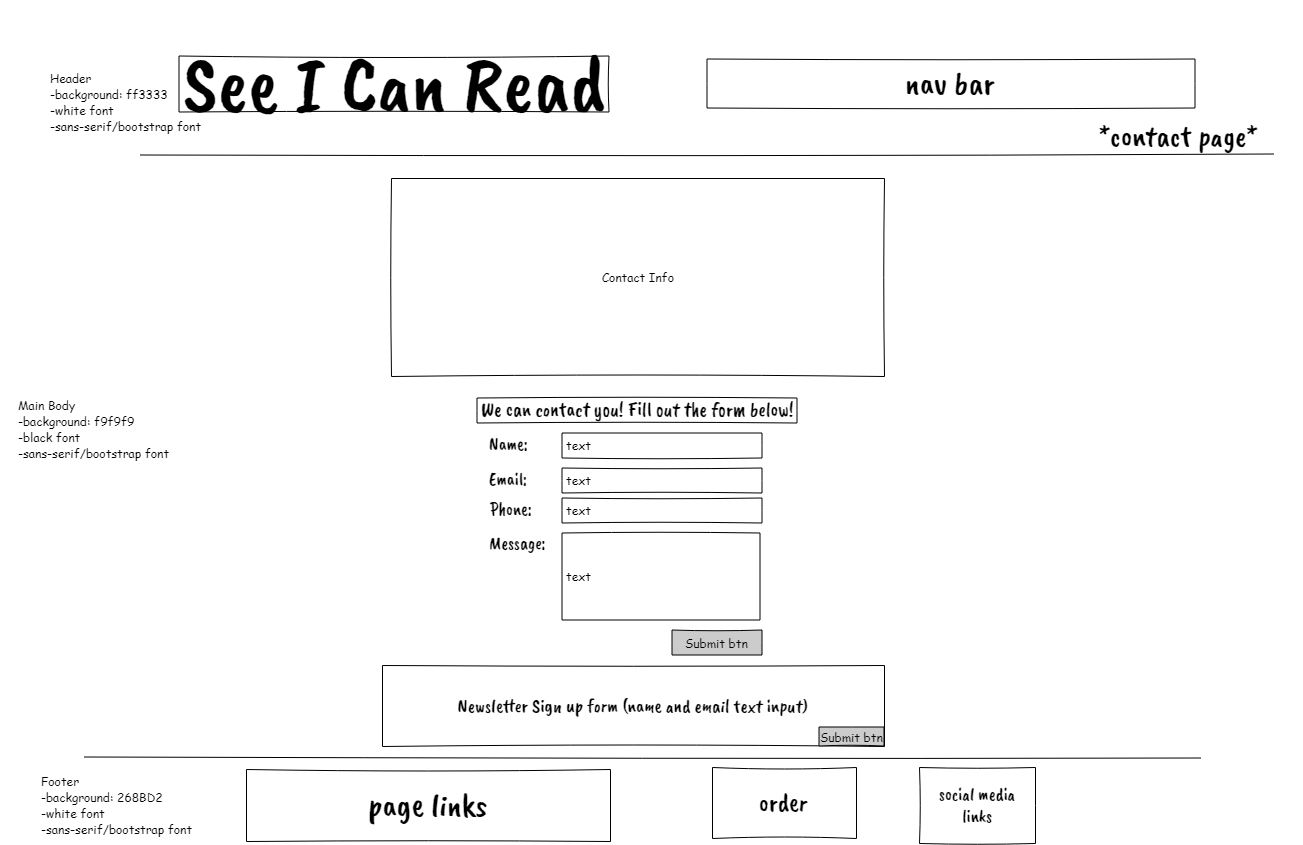 Header
-background: ff3333
-white font
-sans-serif/bootstrap font
See I Can Read
nav bar
*contact page*
Contact Info
Main Body
-background: f9f9f9
-black font
-sans-serif/bootstrap font
We can contact you! Fill out the form below!
Name:
text
Email:
text
Phone:
text
Message:
text
Submit btn
Newsletter Sign up form (name and email text input)
Submit btn
Footer
-background: 268BD2
-white font
-sans-serif/bootstrap font
page links
order
social media
links